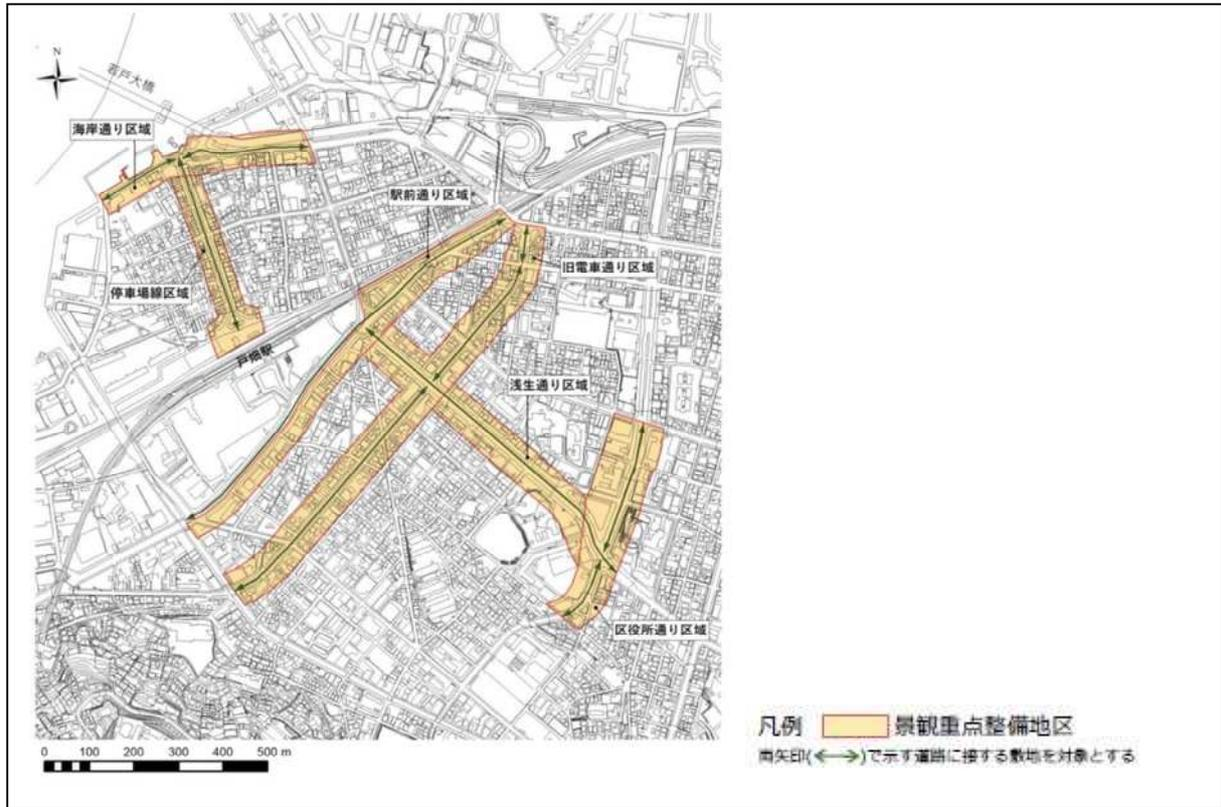 N
若戸大橋
海岸通り区域
駅前通り区域
旧電車通り区域
停車場線区域
戸畑駅
浅生通り区域
区役所通り区域
0 100 200 300 400 500 m
凡例 景観重点整備地区
両矢印(⟷)で示す道路に接する敷地を対象とする